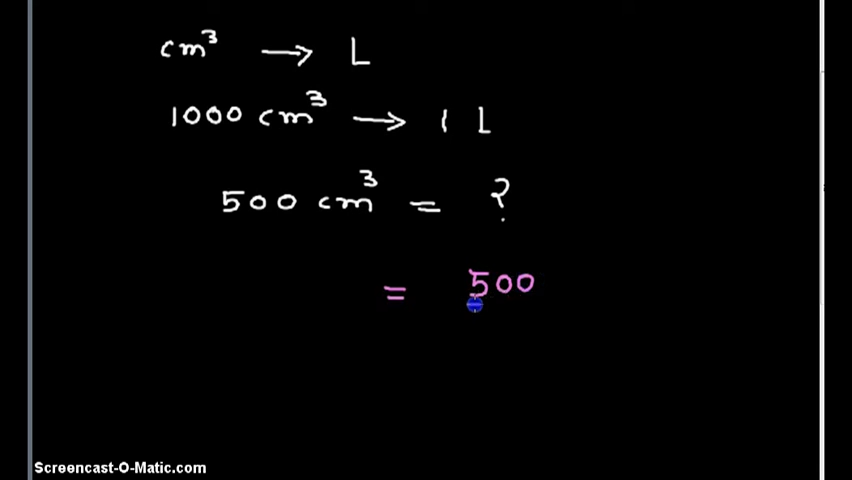 cm³ → L
1000 cm³ → 1 L
500 cm³ = ?
= 500
Screencast-O-Matic.com